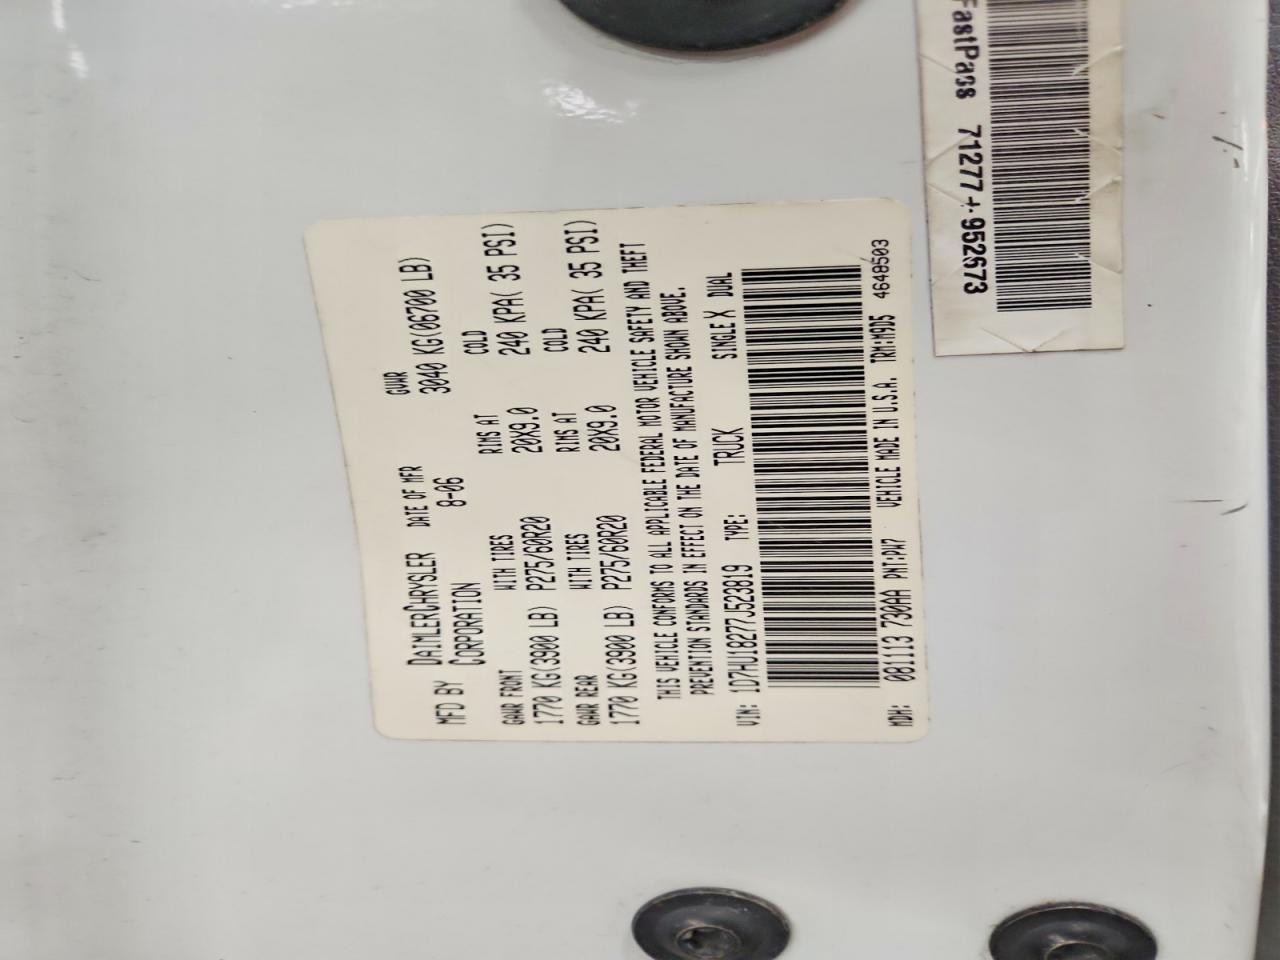 MFD BY DAIMLERCHRYSLER CORPORATION
DATE OF MFR 8-06
GVWR 3040 KG(06700 LB)
GAWR FRONT WITH TIRES RIMS AT COLD
1770 KG(3900 LB) P275/60R20 20X9.0 240 KPA( 35 PSI)
GAWR REAR WITH TIRES RIMS AT COLD
1770 KG(3900 LB) P275/60R20 20X9.0 240 KPA( 35 PSI)
THIS VEHICLE CONFORMS TO ALL APPLICABLE FEDERAL MOTOR VEHICLE SAFETY AND THEFT
PREVENTION STANDARDS IN EFFECT ON THE DATE OF MANUFACTURE SHOWN ABOVE.
VIN: 1D7HU18277J523819 TYPE: TRUCK SINGLE X DUAL
MDH: 081113 730AA PNT:PW7 VEHICLE MADE IN U.S.A. TRM:M9D5 4648503
FastPass 71277+952673